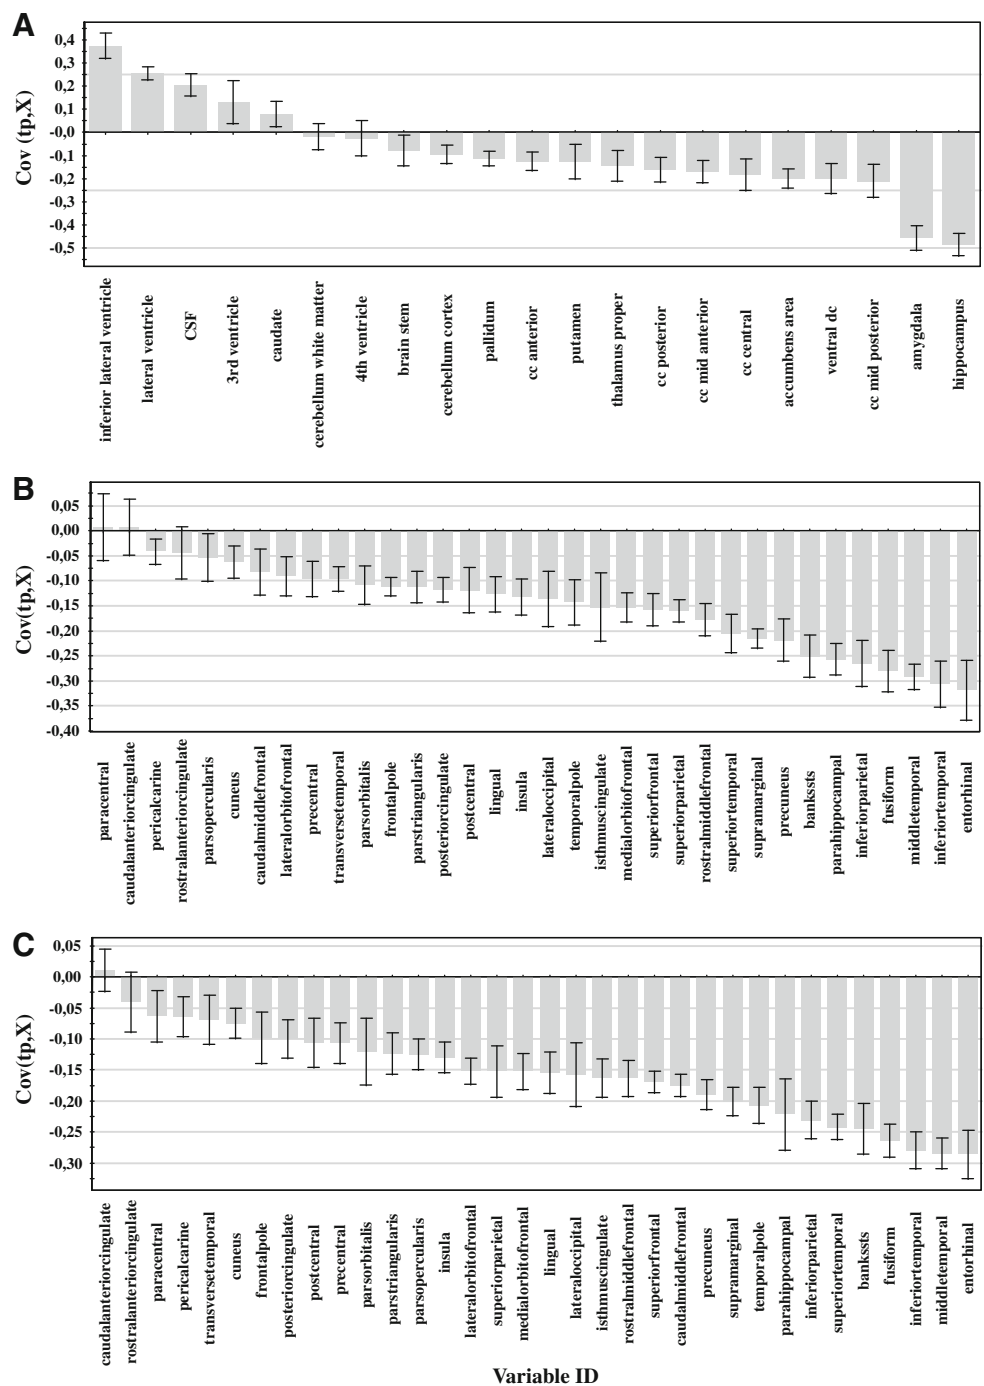 A
0,4
0,3
0,2
0,1
-0,0
-0,1
-0,2
-0,3
-0,4
-0,5
Cov (tp,X)
inferior lateral ventricle
lateral ventricle
CSF
3rd ventricle
caudate
cerebellum white matter
4th ventricle
brain stem
cerebellum cortex
pallidum
cc anterior
putamen
thalamus proper
cc posterior
cc mid anterior
cc central
accumbens area
ventral dc
cc mid posterior
amygdala
hippocampus
B
0,05
0,00
-0,05
-0,10
-0,15
-0,20
-0,25
-0,30
-0,35
-0,40
Cov(tp,X)
paracentral
caudalanteriorcingulate
pericalcarine
rostralanteriorcingulate
parsopercularis
cuneus
caudalmiddlefrontal
lateralorbitofrontal
precentral
transversetemporal
parsorbitalis
frontalpole
parstriangularis
posteriorcingulate
postcentral
lingual
insula
lateraloccipital
temporalpole
isthmuscingulate
medialorbitofrontal
superiorfrontal
superiorparietal
rostralmiddlefrontal
superiortemporal
supramarginal
precuneus
bankssts
parahippocampal
inferiorparietal
fusiform
middletemporal
inferiortemporal
entorhinal
C
0,05
0,00
-0,05
-0,10
-0,15
-0,20
-0,25
-0,30
Cov(tp,X)
caudalanteriorcingulate
rostralanteriorcingulate
paracentral
pericalcarine
transversetemporal
cuneus
frontalpole
posteriorcingulate
postcentral
precentral
parsorbitalis
parstriangularis
parsopercularis
insula
lateralorbitofrontal
superiorparietal
medialorbitofrontal
lingual
lateraloccipital
isthmuscingulate
rostralmiddlefrontal
superiorfrontal
caudalmiddlefrontal
precuneus
supramarginal
temporalpole
parahippocampal
inferiorparietal
superiortemporal
bankssts
fusiform
inferiortemporal
middletemporal
entorhinal
Variable ID